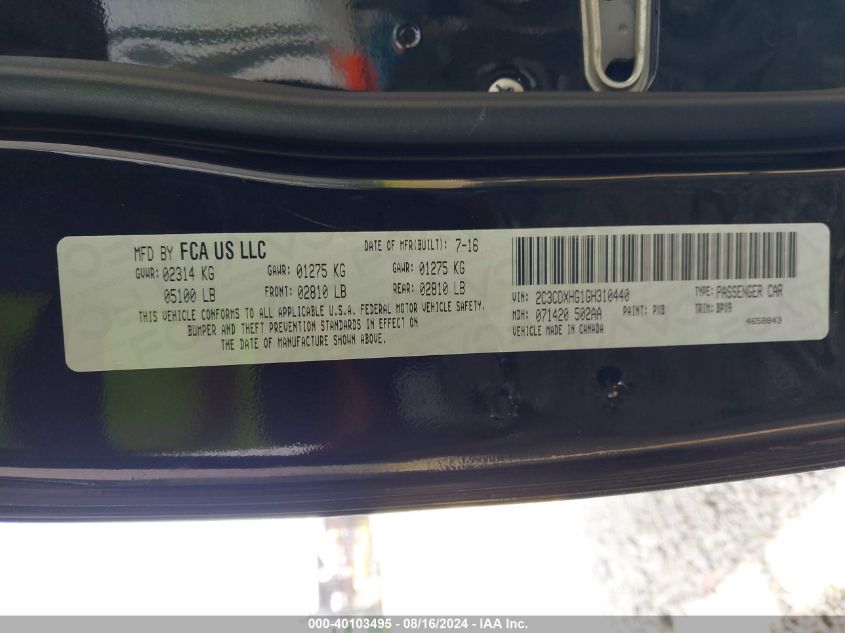 MFD BY FCA US LLC DATE OF MFR(BUILT): 7-16
GVWR: 02314 KG GAWR: 01275 KG GAWR: 01275 KG
05100 LB FRONT: 02810 LB REAR: 02810 LB
THIS VEHICLE CONFORMS TO ALL APPLICABLE U.S.A. FEDERAL MOTOR VEHICLE SAFETY,
BUMPER AND THEFT PREVENTION STANDARDS IN EFFECT ON
THE DATE OF MANUFACTURE SHOWN ABOVE.
VIN: 2C3CDXHG1GH310440 TYPE: PASSENGER CAR
MDH: 071420 502AA PAINT: PX8 TRIM: BPX9
VEHICLE MADE IN CANADA 4658843
000-40103495 - 08/16/2024 - IAA Inc.